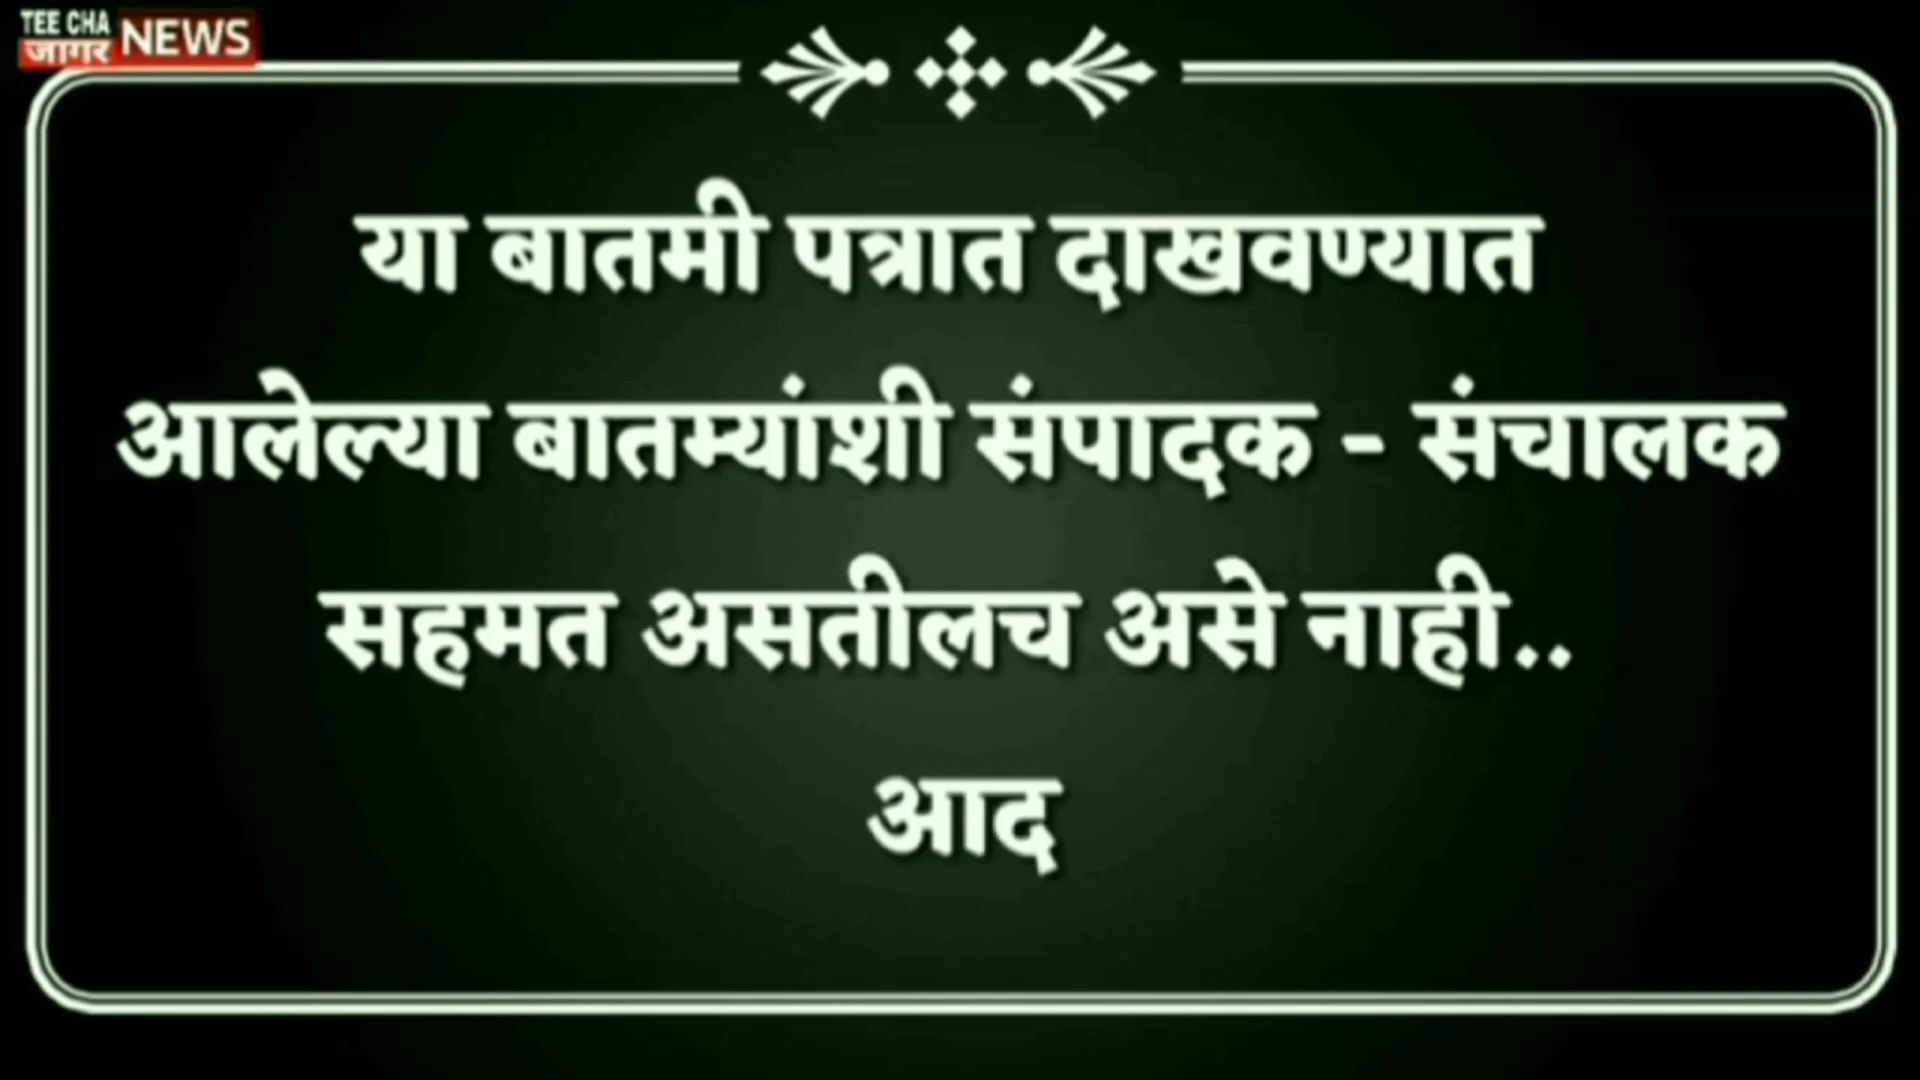 TEE CHA
जागर NEWS
या बातमी पत्रात दाखवण्यात
आलेल्या बातम्यांशी संपादक - संचालक
सहमत असतीलच असे नाही..
आद